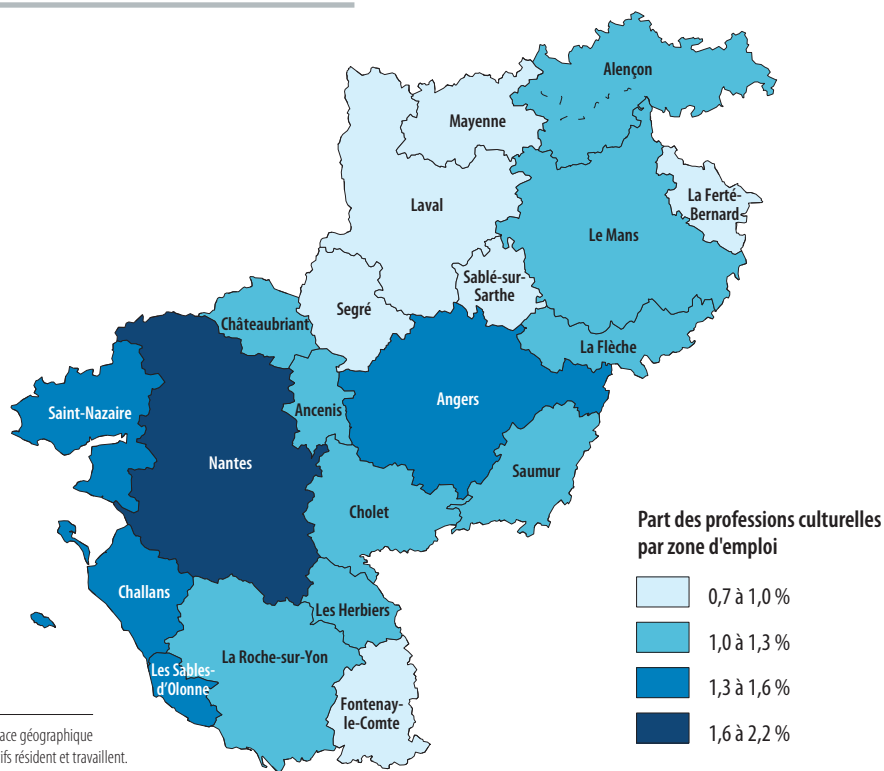 Alençon
Mayenne
La Ferté-
Bernard
Laval
Le Mans
Sablé-sur-
Sarthe
Segré
Châteaubriant
La Flèche
Angers
Ancenis
Saint-Nazaire
Nantes
Saumur
Cholet
Part des professions culturelles
par zone d'emploi
0,7 à 1,0 %
1,0 à 1,3 %
1,3 à 1,6 %
1,6 à 2,2 %
Challans
Les Herbiers
La Roche-sur-Yon
Les Sables-
d'Olonne
Fontenay-
le-Comte
géographique
résident et travaillent.